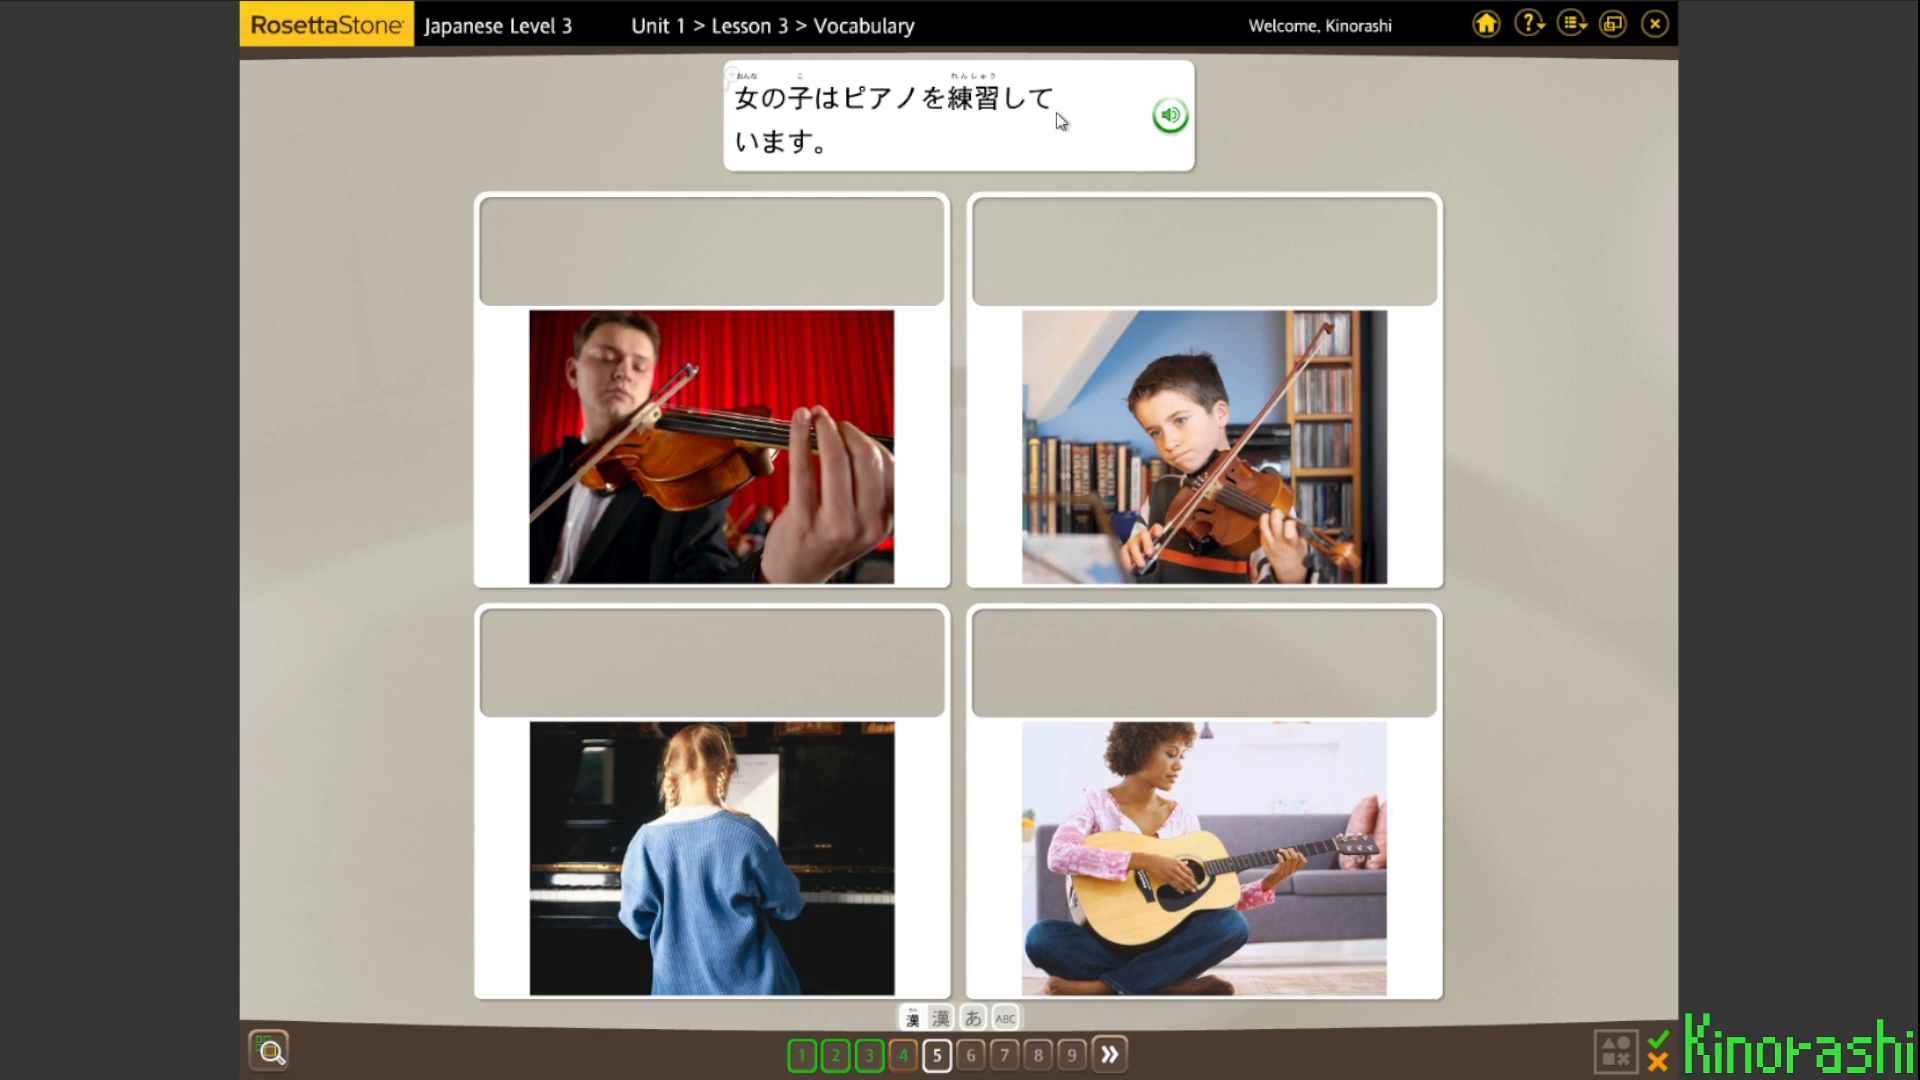 RosettaStone
Japanese Level 3
Unit 1 > Lesson 3 > Vocabulary
Welcome, Kinorashi
?
おんな こ れんしゅう
女の子はピアノを練習して
います。
漢 漢 あ ABC
1 2 3 4 5 6 7 8 9
Kinorashi